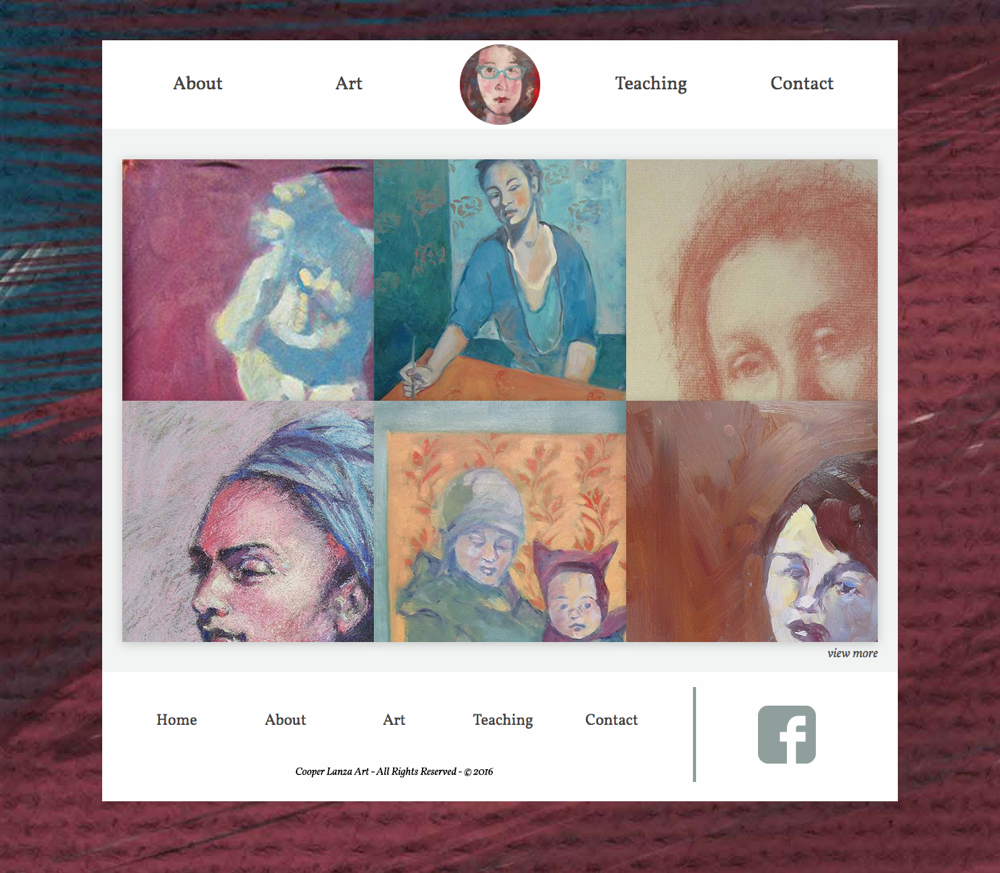 About Art Teaching Contact
view more
Home About Art Teaching Contact
Cooper Lanza Art - All Rights Reserved - © 2016